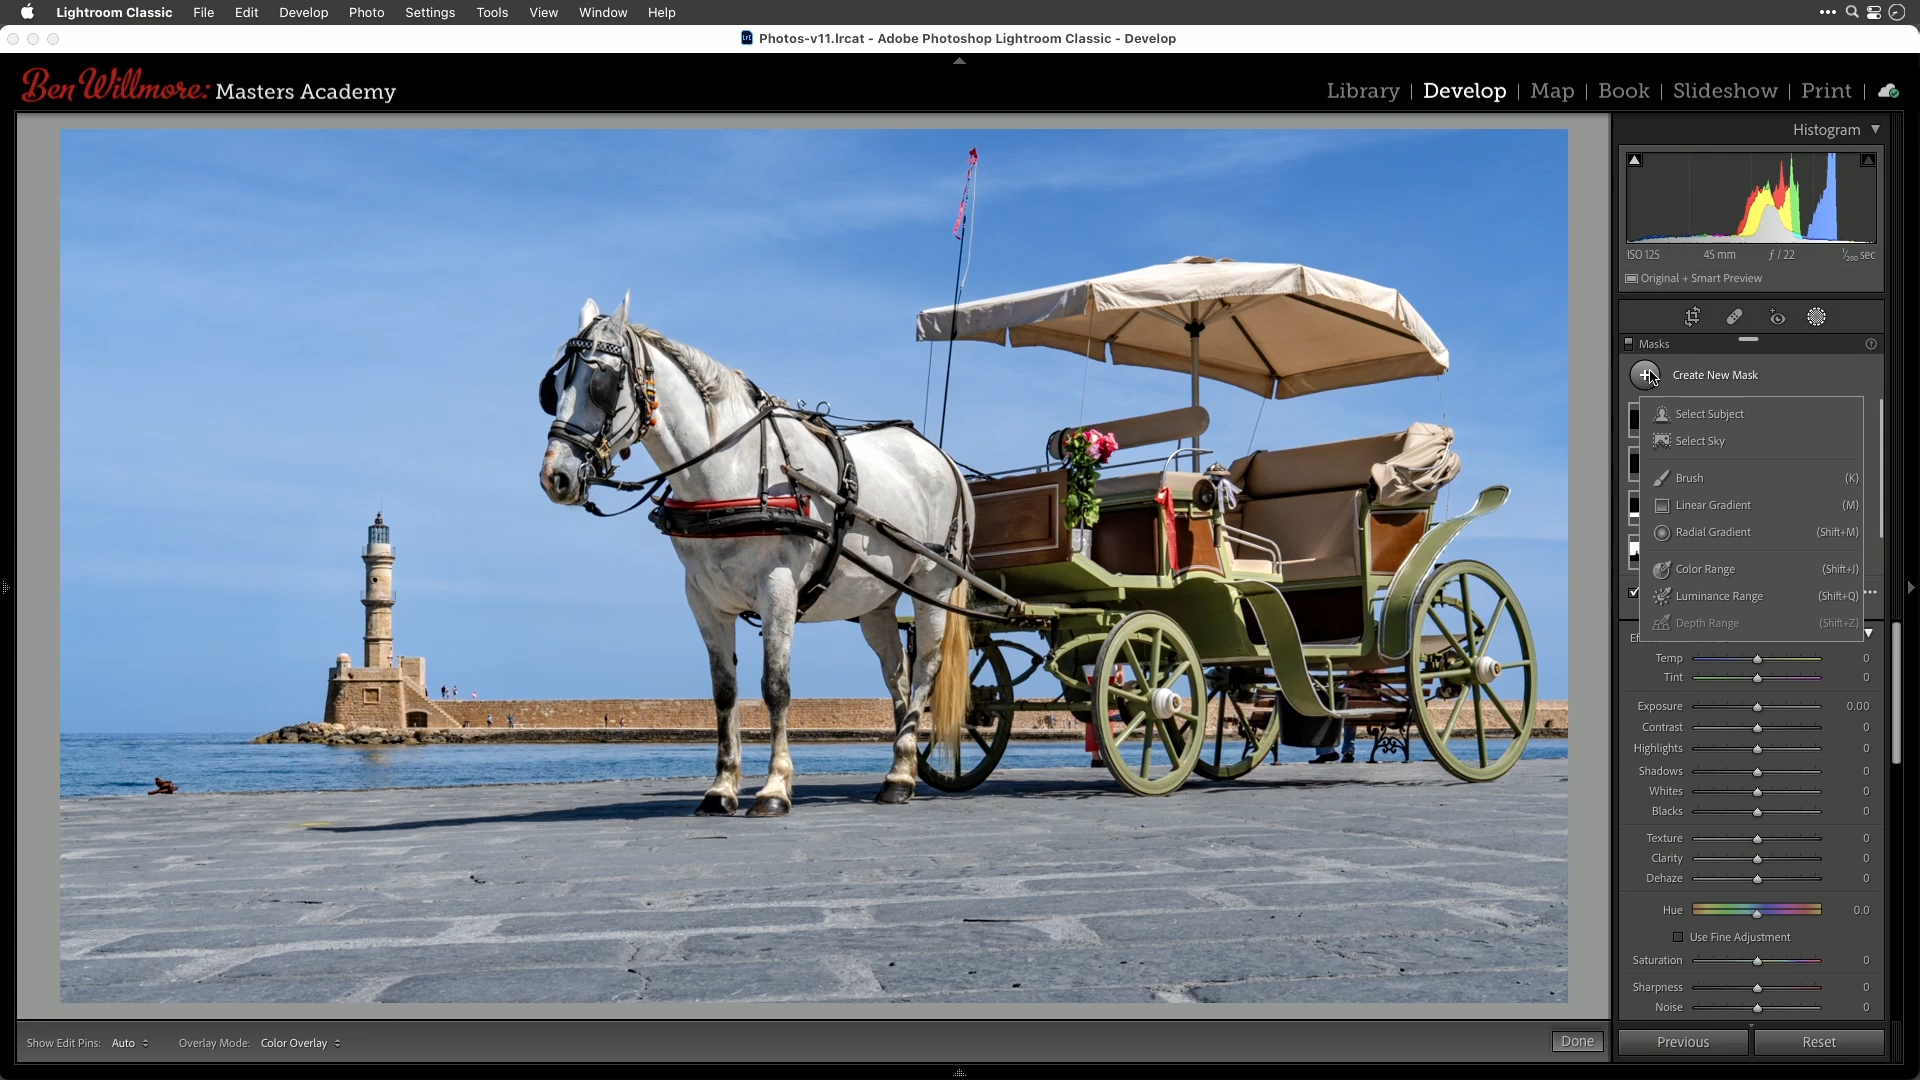 Lightroom Classic File Edit Develop Photo Settings Tools View Window Help
Photos-v11.lrcat - Adobe Photoshop Lightroom Classic - Develop
Ben Willmore: Masters Academy
Library | Develop | Map | Book | Slideshow | Print |
Histogram
ISO 125 45 mm ƒ / 22 1/200 sec
Original + Smart Preview
Masks
Create New Mask
Select Subject
Select Sky
Brush (K)
Linear Gradient (M)
Radial Gradient (Shift+M)
Color Range (Shift+J)
Luminance Range (Shift+Q)
Depth Range (Shift+Z)
Temp 0
Tint 0
Exposure 0.00
Contrast 0
Highlights 0
Shadows 0
Whites 0
Blacks 0
Texture 0
Clarity 0
Dehaze 0
Hue 0.0
Use Fine Adjustment
Saturation 0
Sharpness 0
Noise 0
Show Edit Pins: Auto Overlay Mode: Color Overlay Done
Previous Reset